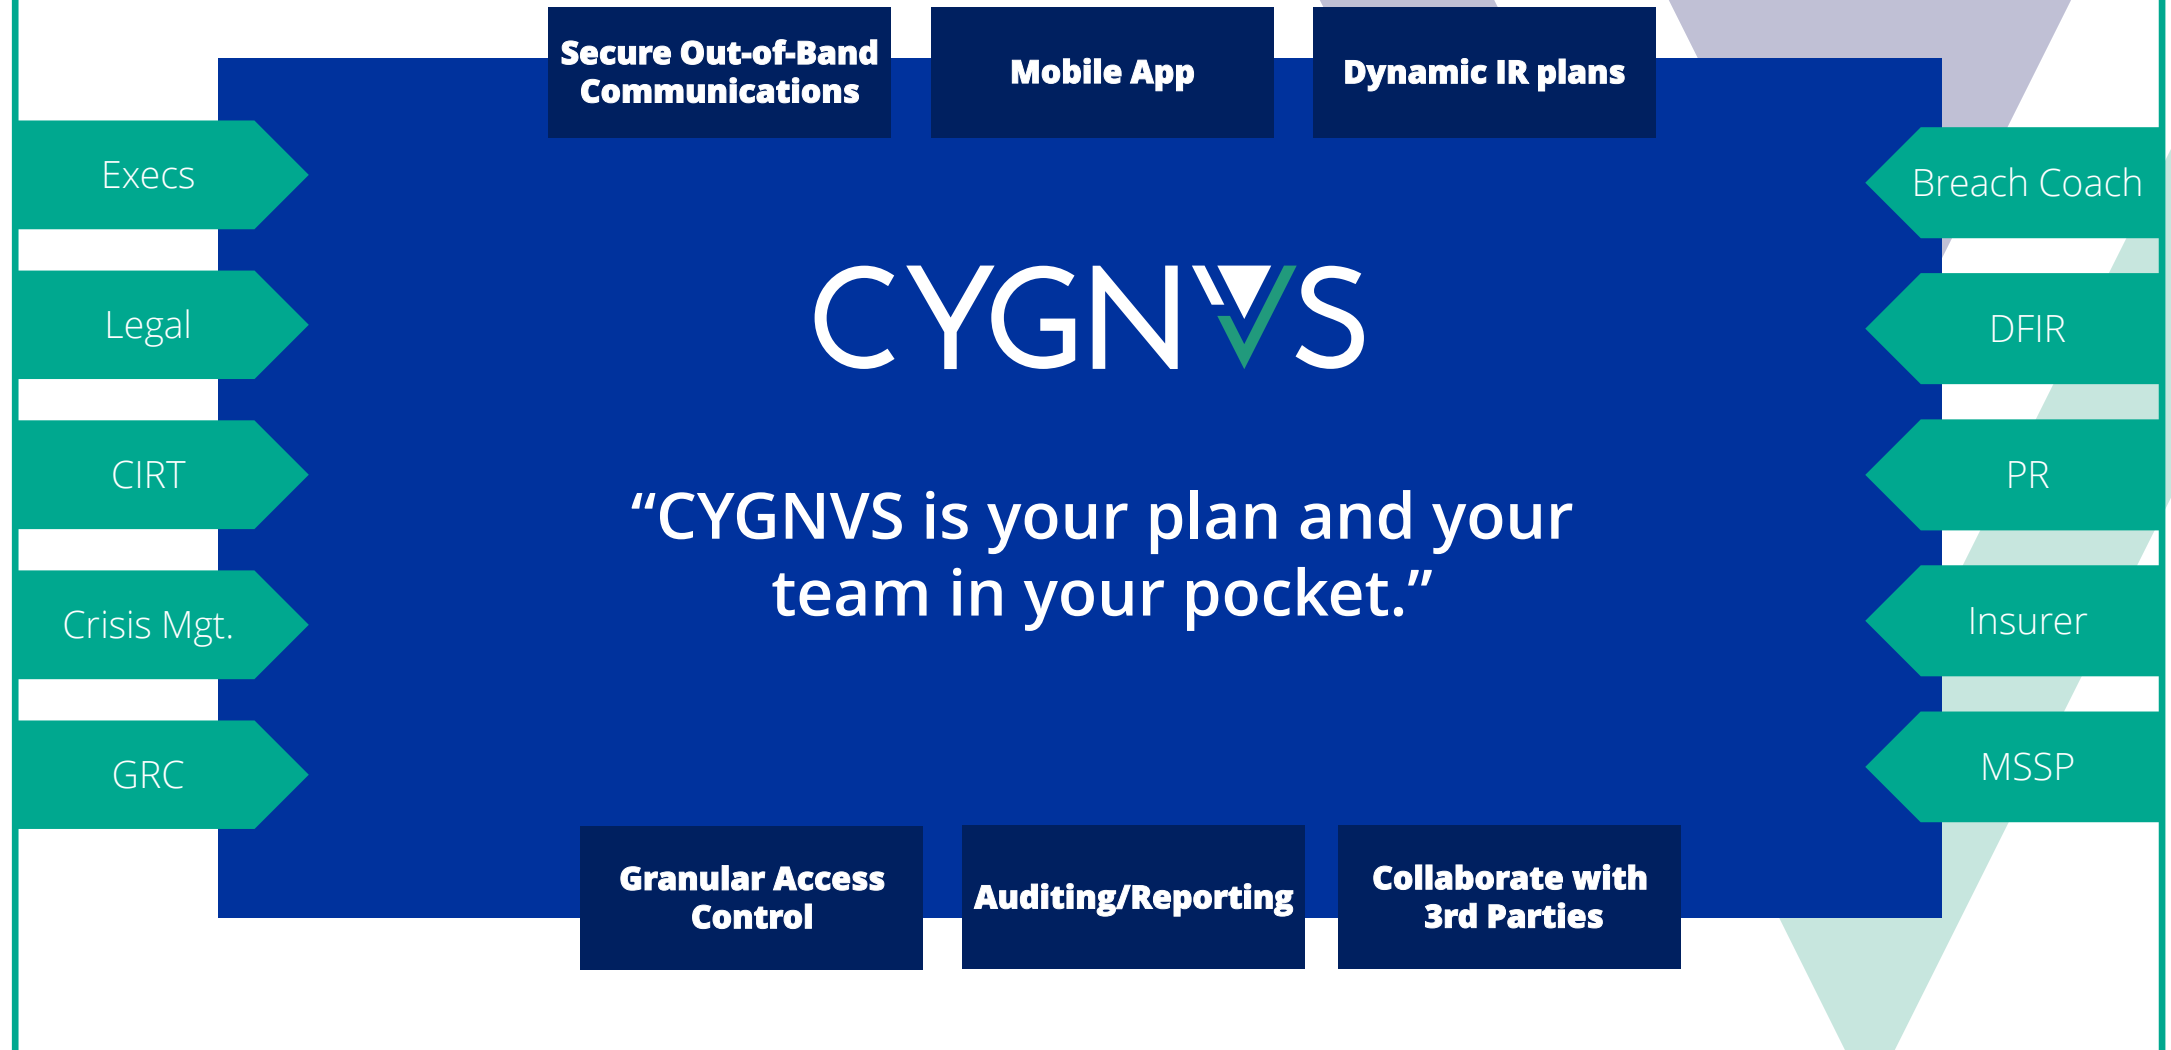 Secure Out-of-Band
Communications
Mobile App
Dynamic IR plans
Execs
Legal
CIRT
Crisis Mgt.
GRC
CYGNVS
“CYGNVS is your plan and your
team in your pocket.”
Breach Coach
DFIR
PR
Insurer
MSSP
Granular Access
Control
Auditing/Reporting
Collaborate with
3rd Parties